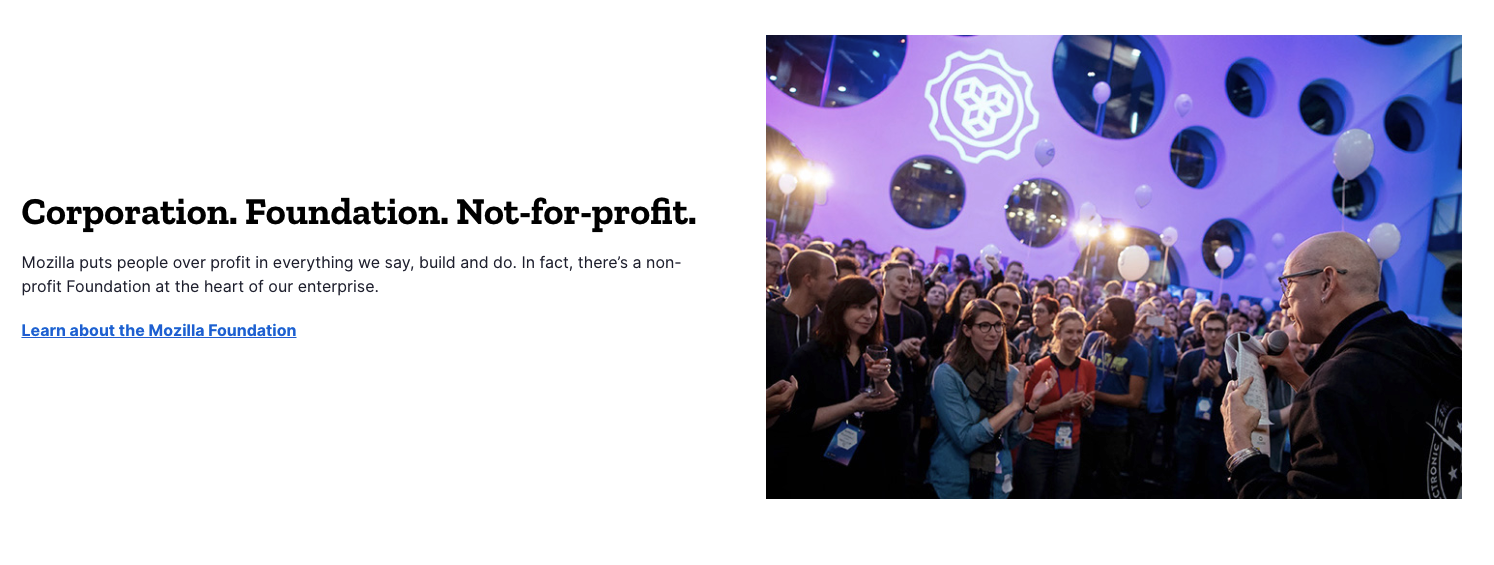 Corporation. Foundation. Not-for-profit.
Mozilla puts people over profit in everything we say, build and do. In fact, there’s a non-
profit Foundation at the heart of our enterprise.
Learn about the Mozilla Foundation
CTRONIC